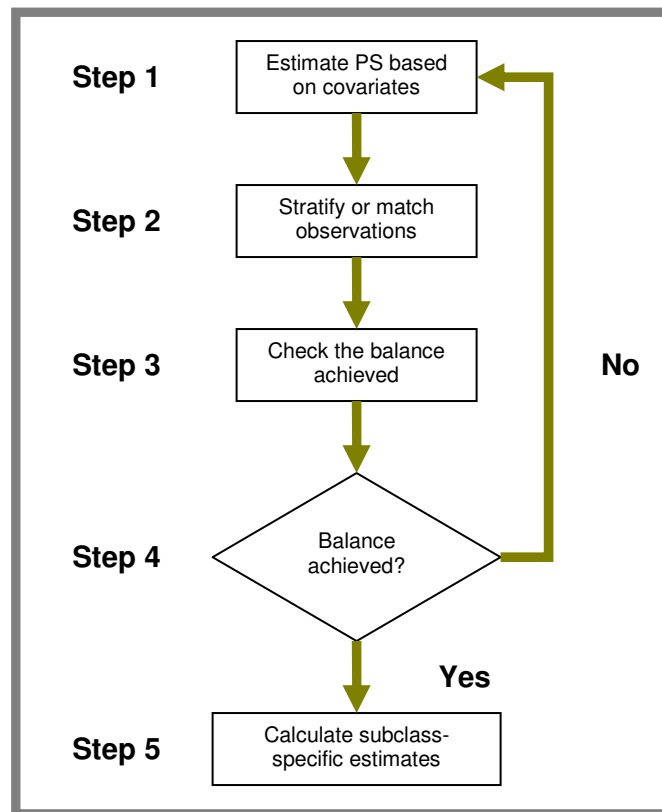 Step 1
Estimate PS based
on covariates
Step 2
Stratify or match
observations
Step 3
Check the balance
achieved
No
Step 4
Balance
achieved?
Yes
Step 5
Calculate subclass-
specific estimates